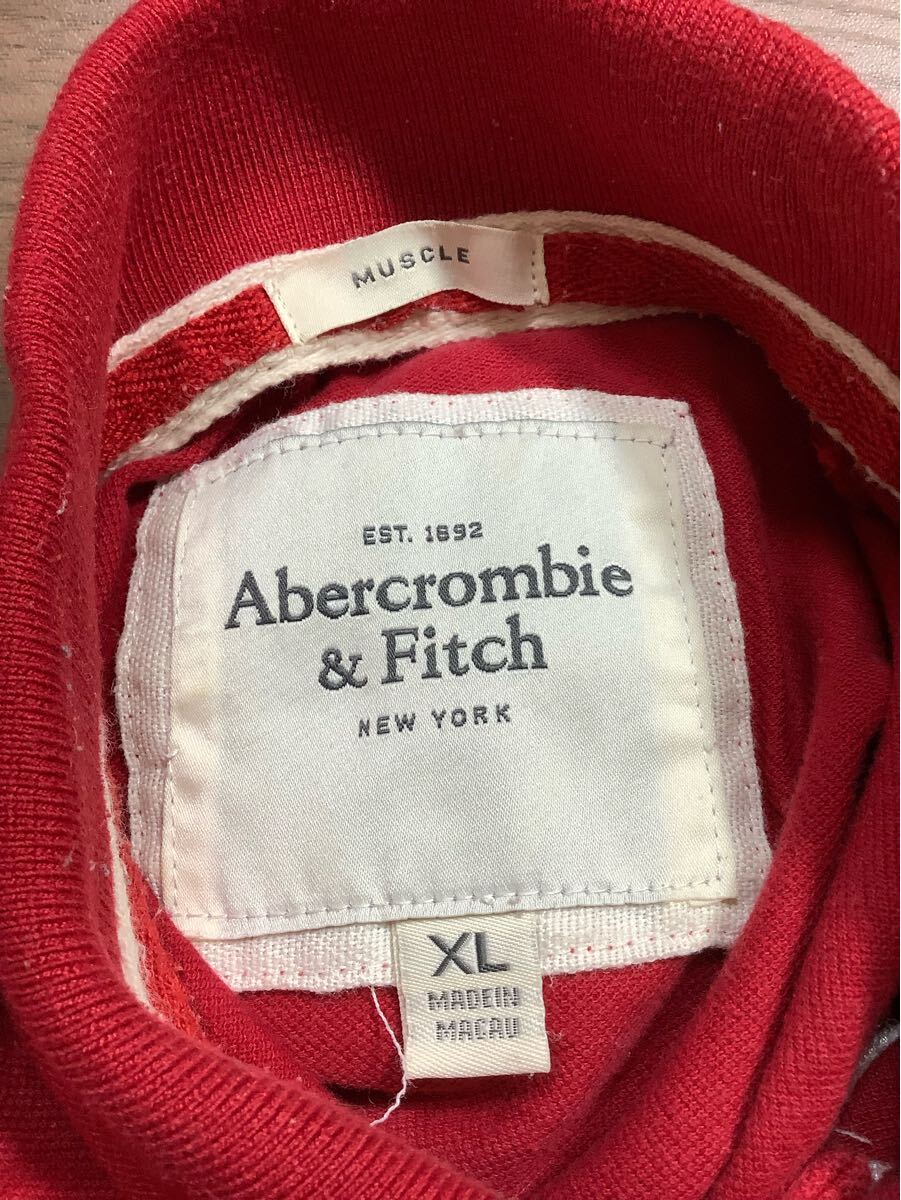 MUSCLE
EST. 1892
Abercrombie
& Fitch
NEW YORK
XL
MADE IN
MACAU